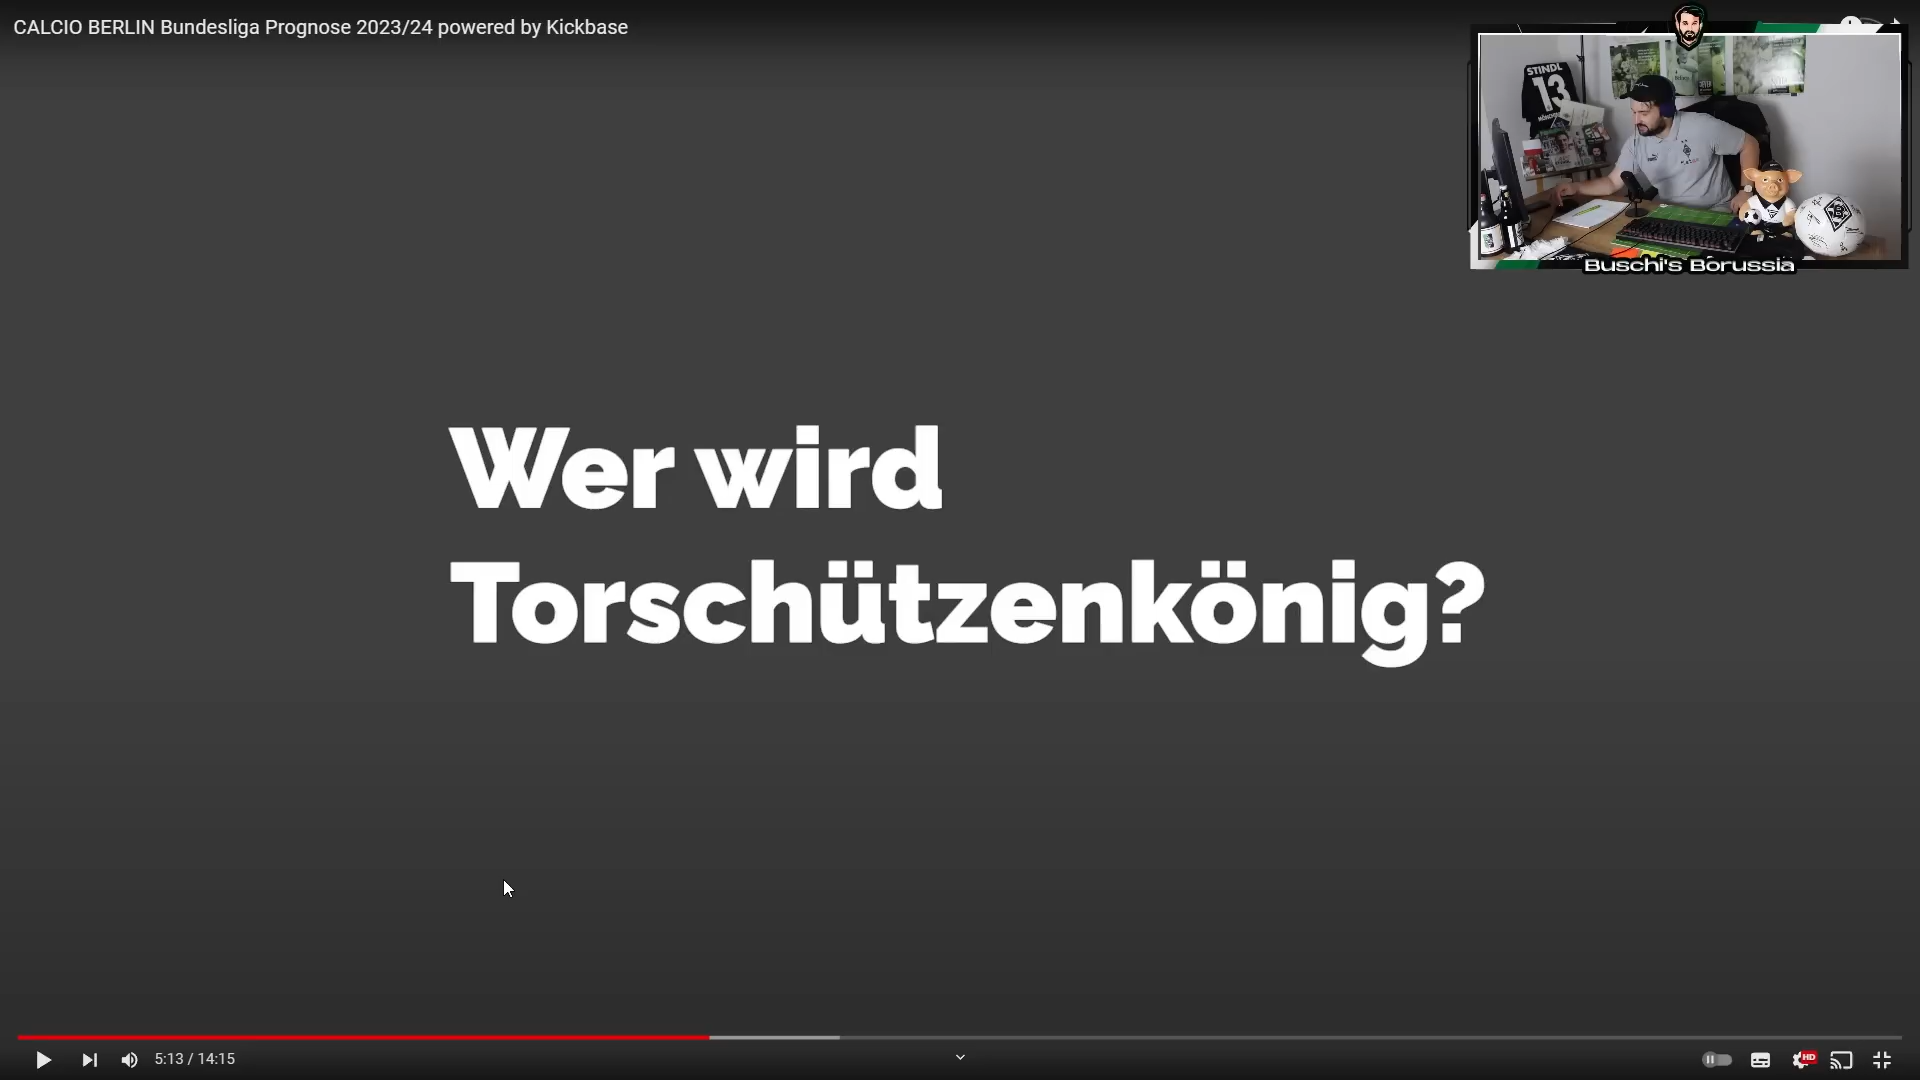 CALCIO BERLIN Bundesliga Prognose 2023/24 powered by Kickbase
STINDL
13
Buschi's Borussia
Wer wird
Torschützenkönig?
5:13 / 14:15
HD